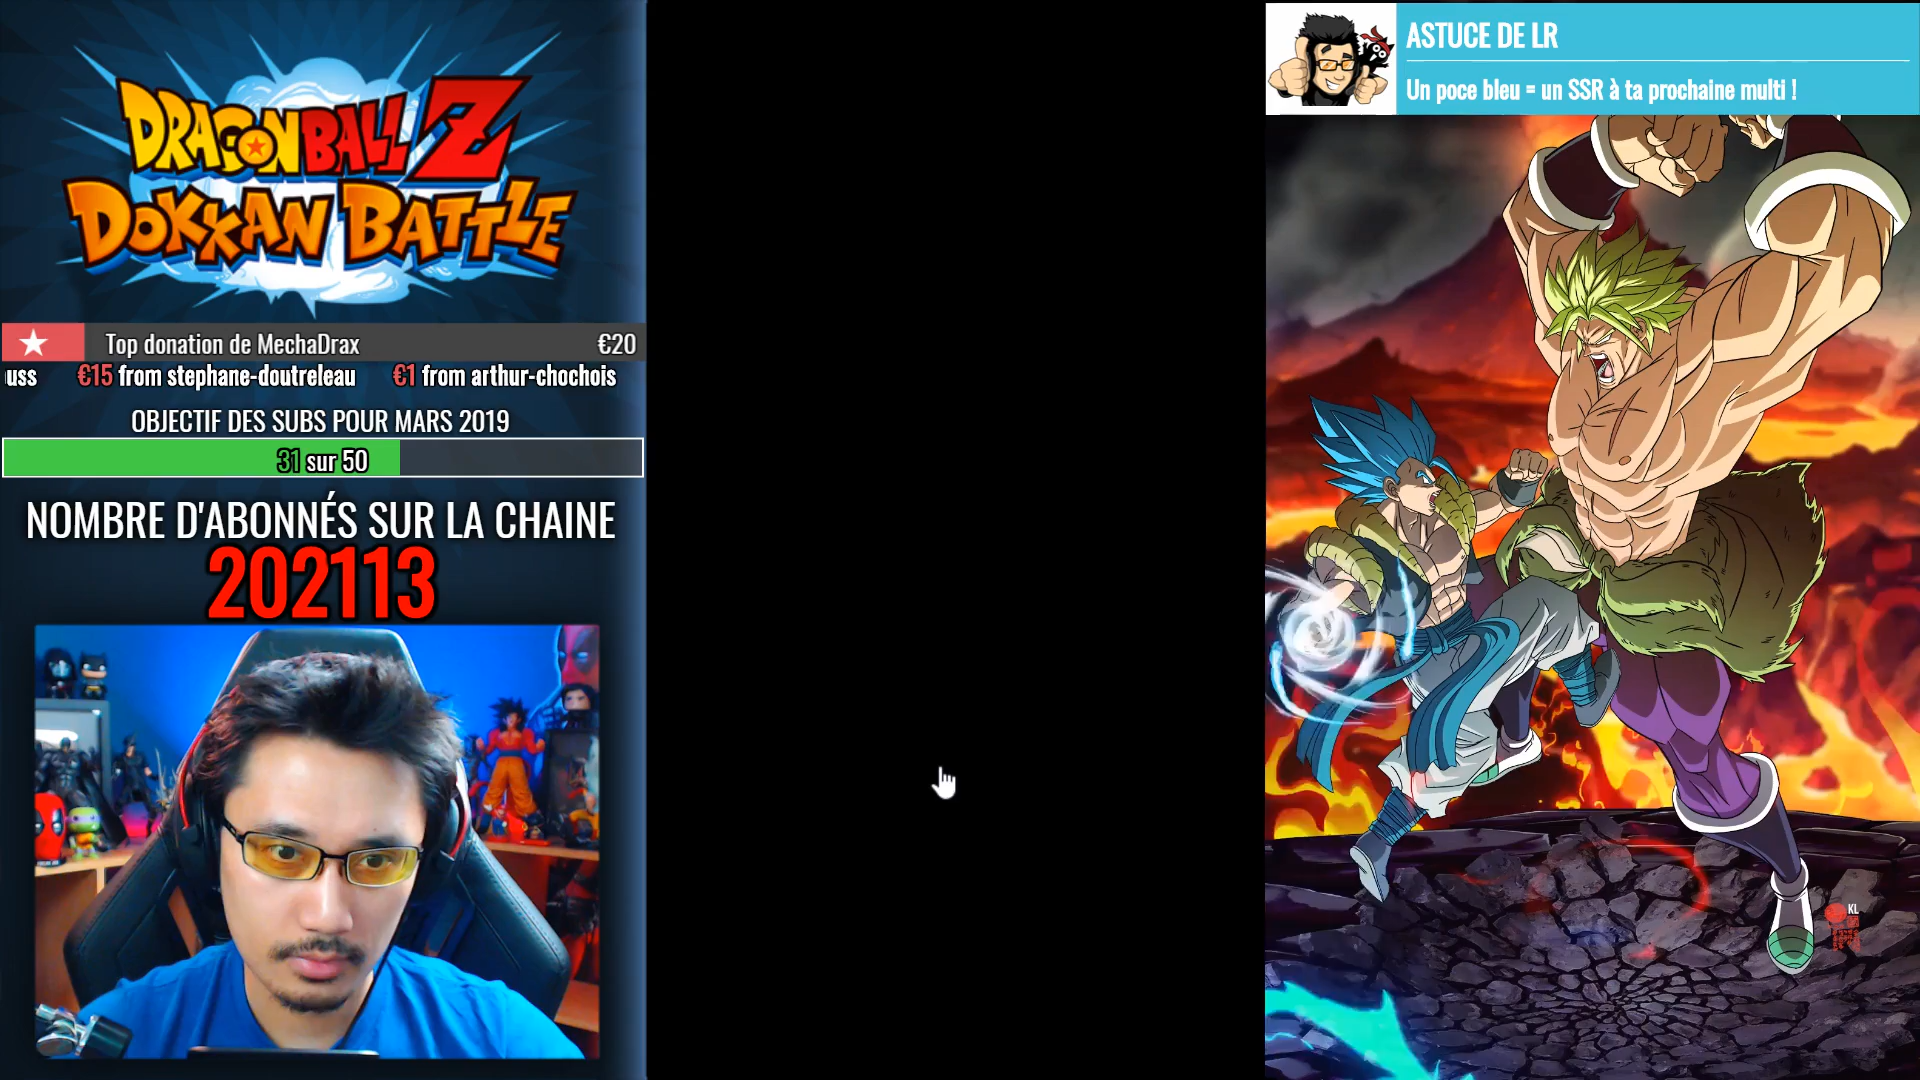 DRAGON BALL Z
DOKKAN BATTLE
Top donation de MechaDrax €20
uss €15 from stephane-doutreleau €1 from arthur-chochois
OBJECTIF DES SUBS POUR MARS 2019
31 sur 50
NOMBRE D'ABONNÉS SUR LA CHAINE
202113
ASTUCE DE LR
Un poce bleu = un SSR à ta prochaine multi !
KL